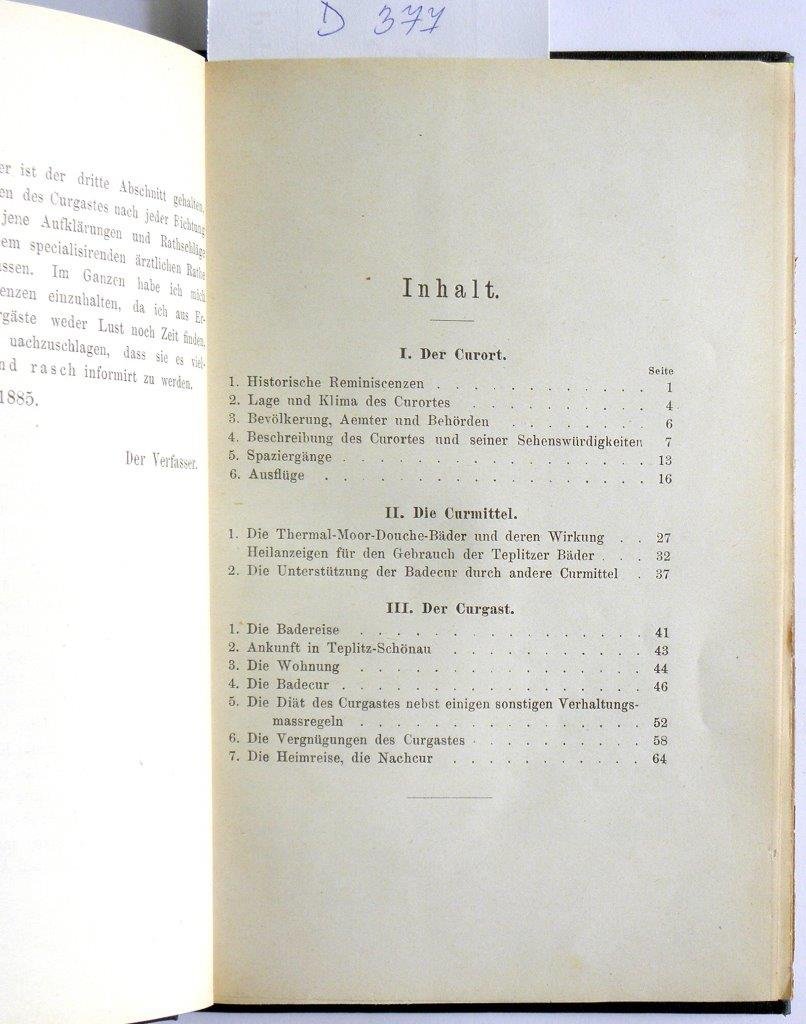 D 377
er ist der dritte Abschnitt gehalten,
en des Curgastes nach jeder Richtung
jene Aufklärungen und Rathschläge
em specialisirenden ärztlichen Rathe
assen. Im Ganzen habe ich mich
enzen einzuhalten, da ich aus Er-
rgäste weder Lust noch Zeit finden,
nachzuschlagen, dass sie es viel-
nd rasch informirt zu werden.
1885.
Der Verfasser.
Inhalt.
I. Der Curort.
Seite
1. Historische Reminiscenzen . . . . . . . . . . . . 1
2. Lage und Klima des Curortes . . . . . . . . . . . 4
3. Bevölkerung, Aemter und Behörden . . . . . . . 6
4. Beschreibung des Curortes und seiner Sehenswürdigkeiten 7
5. Spaziergänge . . . . . . . . . . . . . . . . . 13
6. Ausflüge . . . . . . . . . . . . . . . . . . 16
II. Die Curmittel.
1. Die Thermal-Moor-Douche-Bäder und deren Wirkung . . 27
Heilanzeigen für den Gebrauch der Teplitzer Bäder . . . 32
2. Die Unterstützung der Badecur durch andere Curmittel . 37
III. Der Curgast.
1. Die Badereise . . . . . . . . . . . . . . . . 41
2. Ankunft in Teplitz-Schönau . . . . . . . . . . . 43
3. Die Wohnung . . . . . . . . . . . . . . . . 44
4. Die Badecur . . . . . . . . . . . . . . . . . 46
5. Die Diät des Curgastes nebst einigen sonstigen Verhaltungs-
massregeln . . . . . . . . . . . . . . . . 52
6. Die Vergnügungen des Curgastes . . . . . . . . . 58
7. Die Heimreise, die Nachcur . . . . . . . . . . . 64